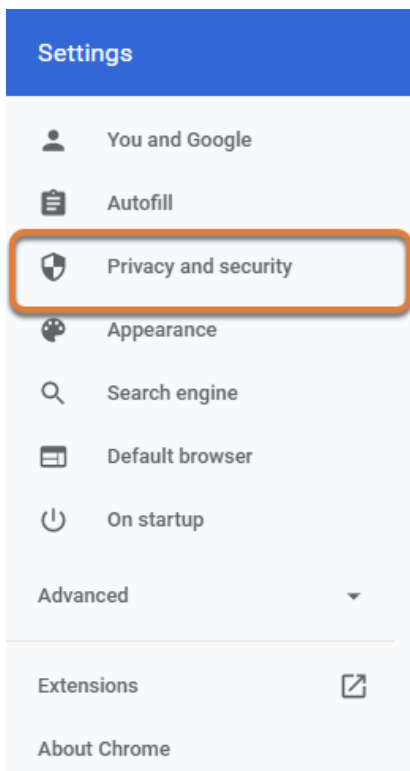 Settings
You and Google
Autofill
Privacy and security
Appearance
Search engine
Default browser
On startup
Advanced
Extensions
About Chrome